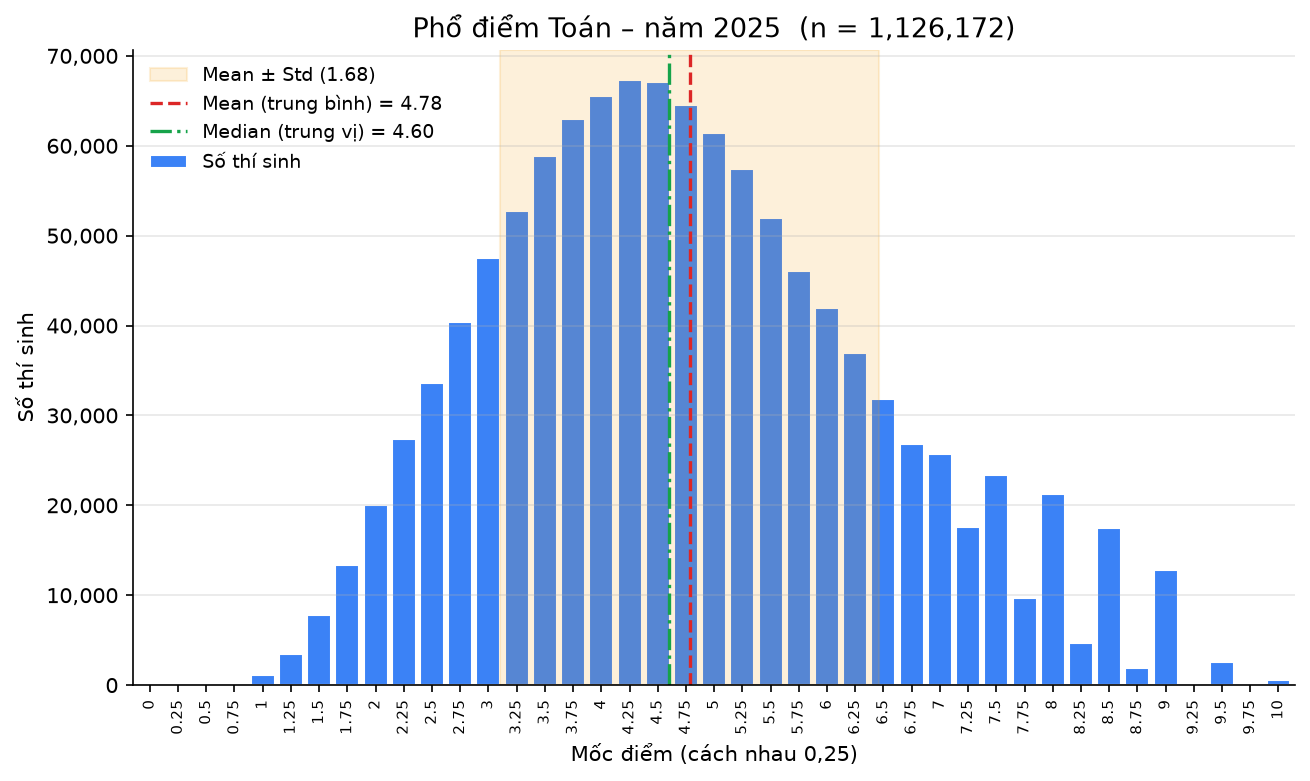 Phổ điểm Toán – năm 2025 (n = 1,126,172)
Mean ± Std (1.68)
Mean (trung bình) = 4.78
Median (trung vị) = 4.60
Số thí sinh
Số thí sinh
70,000
60,000
50,000
40,000
30,000
20,000
10,000
0
0 0.25 0.5 0.75 1 1.25 1.5 1.75 2 2.25 2.5 2.75 3 3.25 3.5 3.75 4 4.25 4.5 4.75 5 5.25 5.5 5.75 6 6.25 6.5 6.75 7 7.25 7.5 7.75 8 8.25 8.5 8.75 9 9.25 9.5 9.75 10
Mốc điểm (cách nhau 0,25)